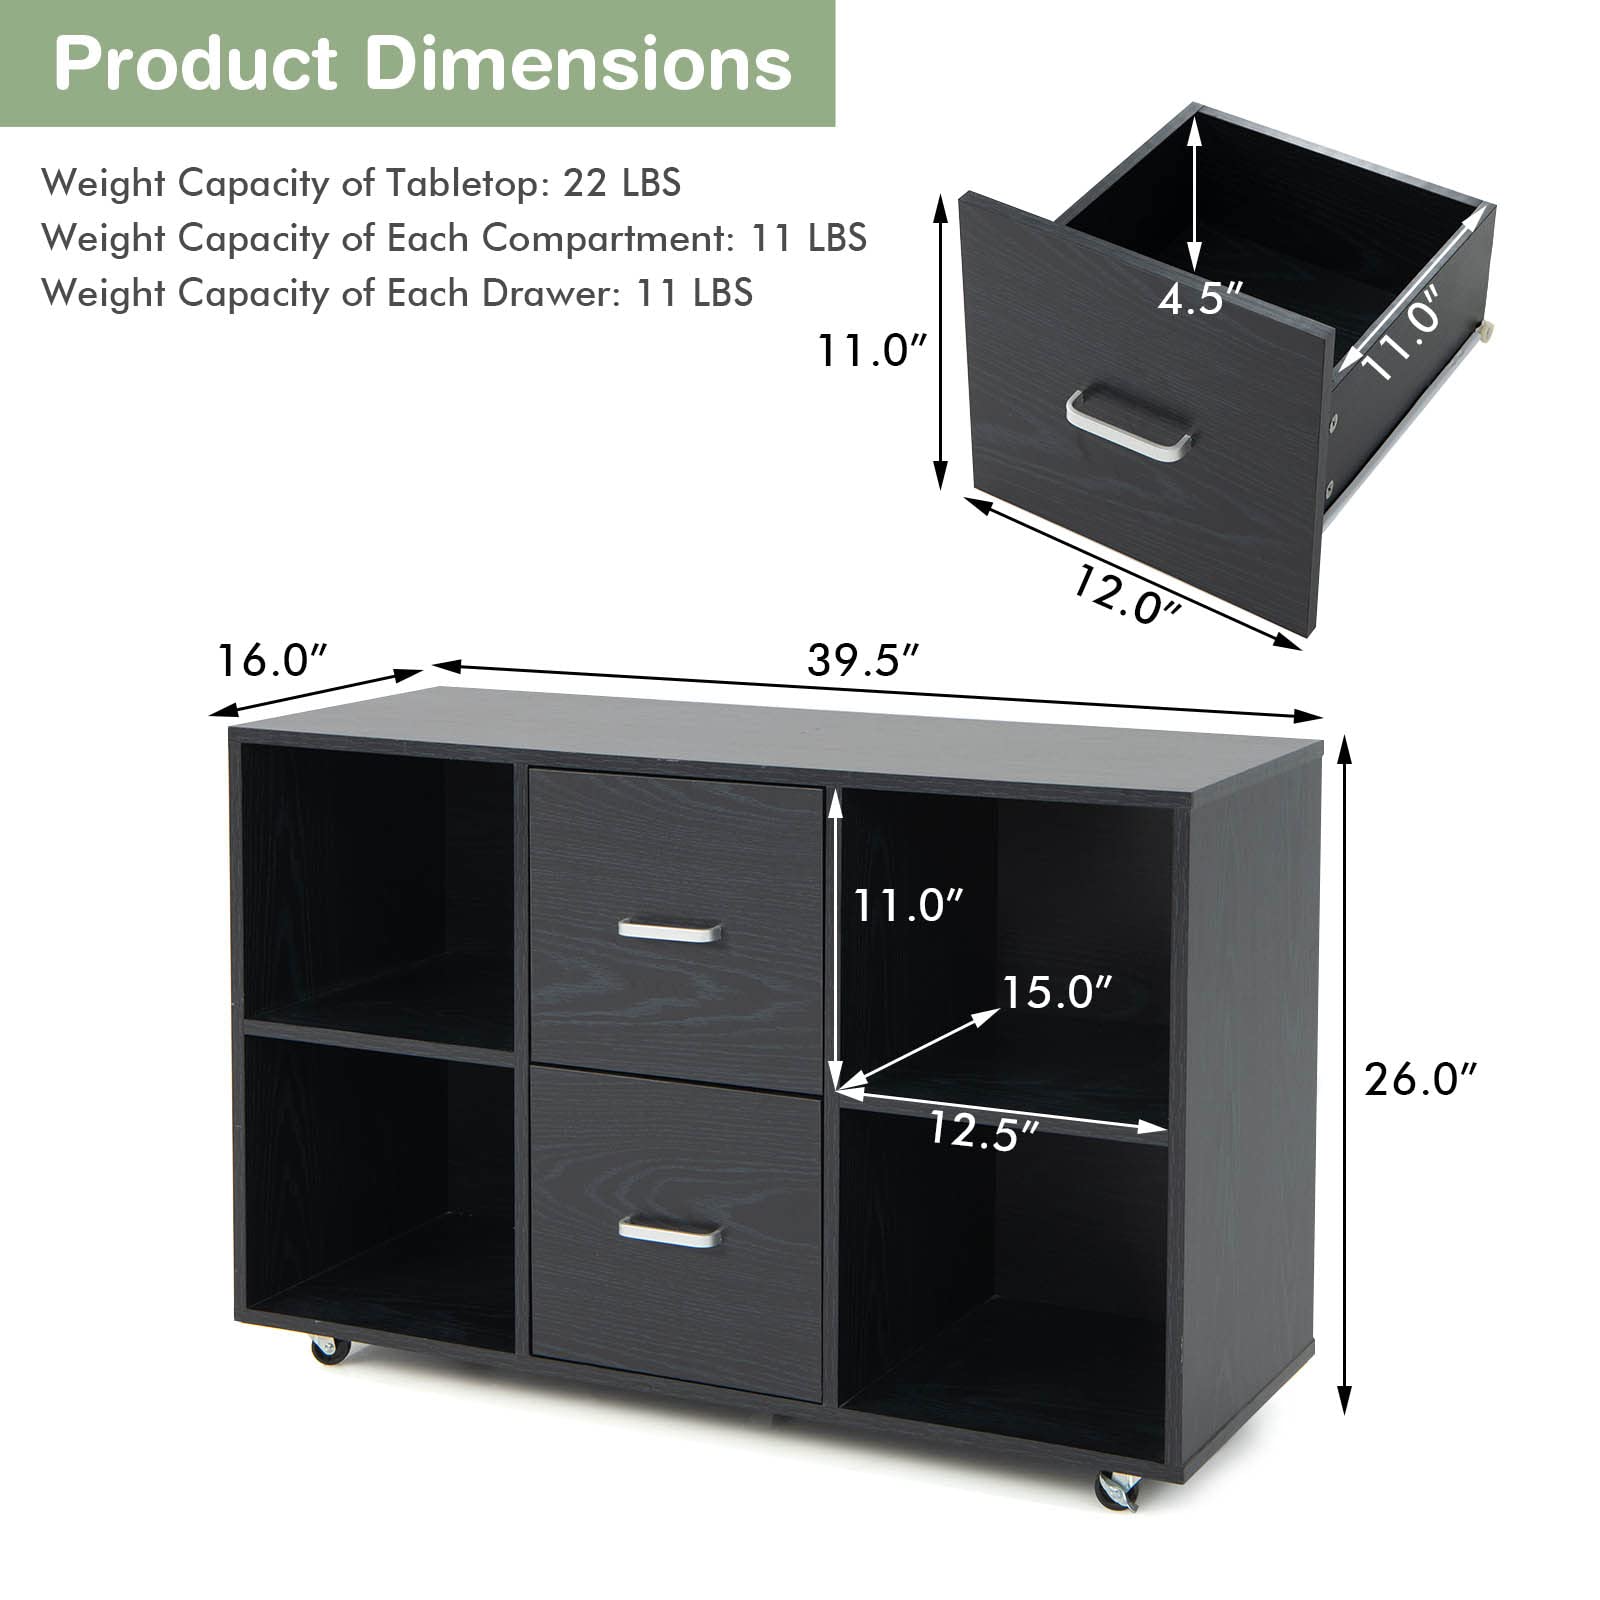 Product Dimensions
Weight Capacity of Tabletop: 22 LBS
Weight Capacity of Each Compartment: 11 LBS
Weight Capacity of Each Drawer: 11 LBS
4.5"
11.0"
11.0"
12.0"
16.0"
39.5"
11.0"
15.0"
12.5"
26.0"